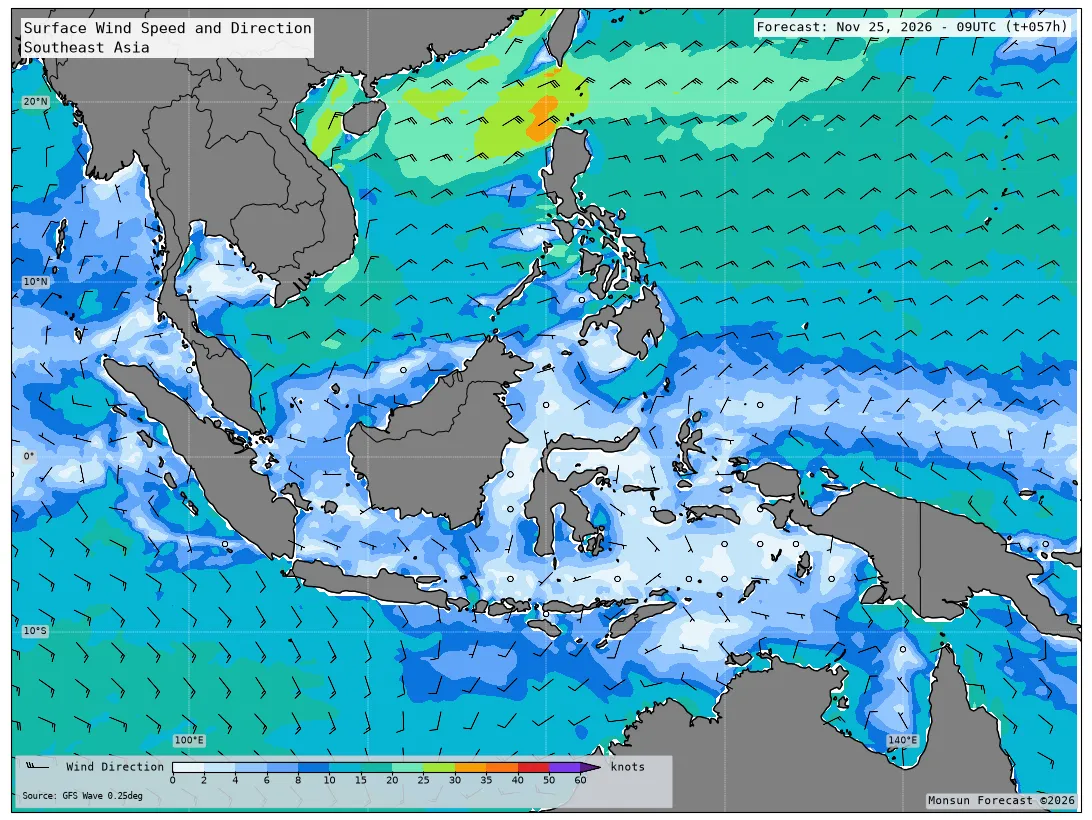 Surface Wind Speed and Direction
Southeast Asia
Forecast: Nov 25, 2026 - 09UTC (t+057h)
20°N
10°N
0°
10°S
100°E
140°E
Wind Direction
knots
0 2 4 6 8 10 15 20 25 30 35 40 50 60
Source: GFS Wave 0.25deg
Monsun Forecast ©2026